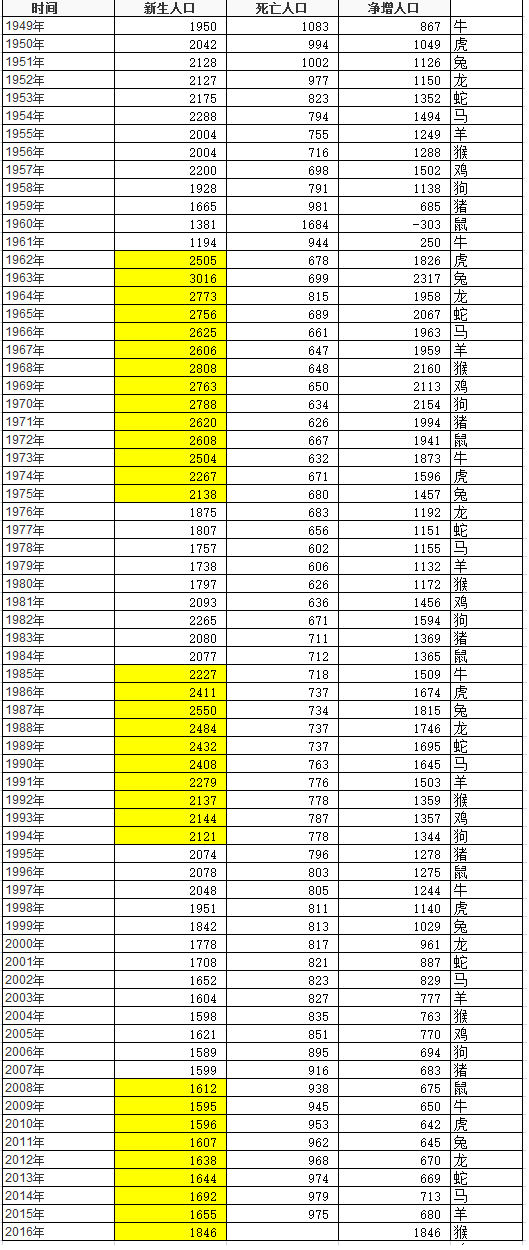 时间 新生人口 死亡人口 净增人口
1949年 1950 1083 867 牛
1950年 2042 994 1049 虎
1951年 2128 1002 1126 兔
1952年 2127 977 1150 龙
1953年 2175 823 1352 蛇
1954年 2288 794 1494 马
1955年 2004 755 1249 羊
1956年 2004 716 1288 猴
1957年 2200 698 1502 鸡
1958年 1928 791 1138 狗
1959年 1665 981 685 猪
1960年 1381 1684 -303 鼠
1961年 1194 944 250 牛
1962年 2505 678 1826 虎
1963年 3016 699 2317 兔
1964年 2773 815 1958 龙
1965年 2756 689 2067 蛇
1966年 2625 661 1963 马
1967年 2606 647 1959 羊
1968年 2808 648 2160 猴
1969年 2763 650 2113 鸡
1970年 2788 634 2154 狗
1971年 2620 626 1994 猪
1972年 2608 667 1941 鼠
1973年 2504 632 1873 牛
1974年 2267 671 1596 虎
1975年 2138 680 1457 兔
1976年 1875 683 1192 龙
1977年 1807 656 1151 蛇
1978年 1757 602 1155 马
1979年 1738 606 1132 羊
1980年 1797 626 1172 猴
1981年 2093 636 1456 鸡
1982年 2265 671 1594 狗
1983年 2080 711 1369 猪
1984年 2077 712 1365 鼠
1985年 2227 718 1509 牛
1986年 2411 737 1674 虎
1987年 2550 734 1815 兔
1988年 2484 737 1746 龙
1989年 2432 737 1695 蛇
1990年 2408 763 1645 马
1991年 2279 776 1503 羊
1992年 2137 778 1359 猴
1993年 2144 787 1357 鸡
1994年 2121 778 1344 狗
1995年 2074 796 1278 猪
1996年 2078 803 1275 鼠
1997年 2048 805 1244 牛
1998年 1951 811 1140 虎
1999年 1842 813 1029 兔
2000年 1778 817 961 龙
2001年 1708 821 887 蛇
2002年 1652 823 829 马
2003年 1604 827 777 羊
2004年 1598 835 763 猴
2005年 1621 851 770 鸡
2006年 1589 895 694 狗
2007年 1599 916 683 猪
2008年 1612 938 675 鼠
2009年 1595 945 650 牛
2010年 1596 953 642 虎
2011年 1607 962 645 兔
2012年 1638 968 670 龙
2013年 1644 974 669 蛇
2014年 1692 979 713 马
2015年 1655 975 680 羊
2016年 1846 1846 猴